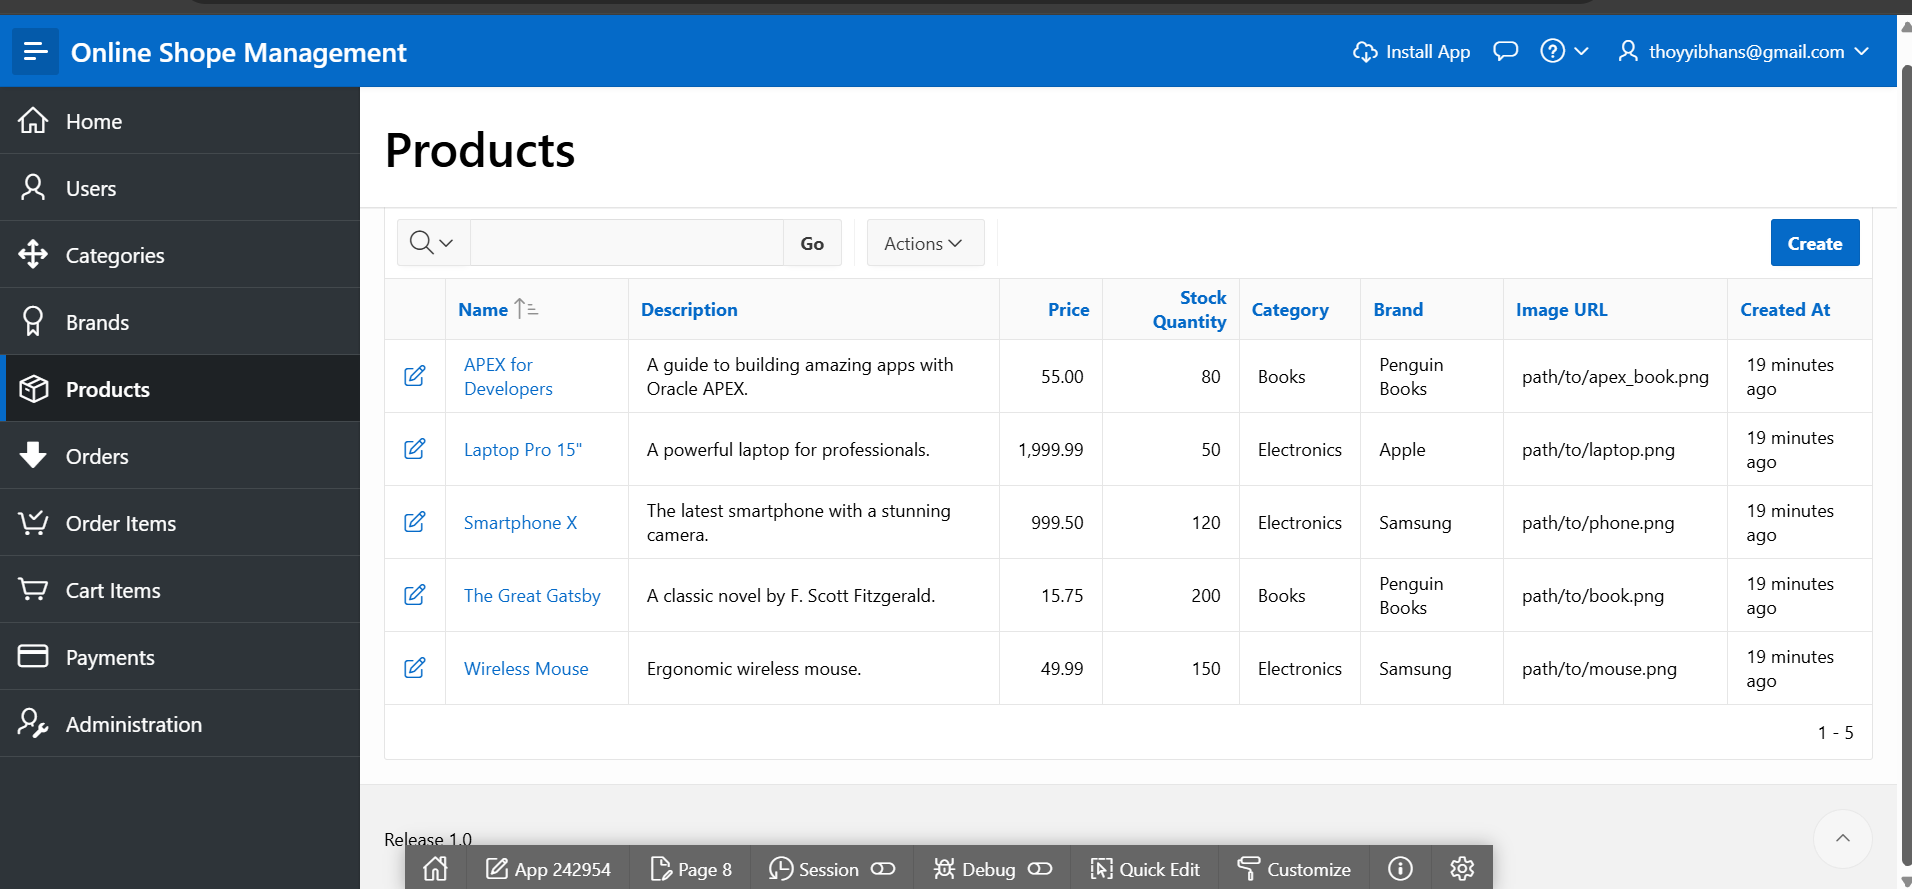 Online Shope Management
Install App
thoyyibhans@gmail.com
Home
Users
Categories
Brands
Products
Orders
Order Items
Cart Items
Payments
Administration
Products
Go
Actions
Create
Name Description Price Stock Quantity Category Brand Image URL Created At
APEX for Developers A guide to building amazing apps with Oracle APEX. 55.00 80 Books Penguin Books path/to/apex_book.png 19 minutes ago
Laptop Pro 15" A powerful laptop for professionals. 1,999.99 50 Electronics Apple path/to/laptop.png 19 minutes ago
Smartphone X The latest smartphone with a stunning camera. 999.50 120 Electronics Samsung path/to/phone.png 19 minutes ago
The Great Gatsby A classic novel by F. Scott Fitzgerald. 15.75 200 Books Penguin Books path/to/book.png 19 minutes ago
Wireless Mouse Ergonomic wireless mouse. 49.99 150 Electronics Samsung path/to/mouse.png 19 minutes ago
1 - 5
Release 1.0
App 242954
Page 8
Session
Debug
Quick Edit
Customize